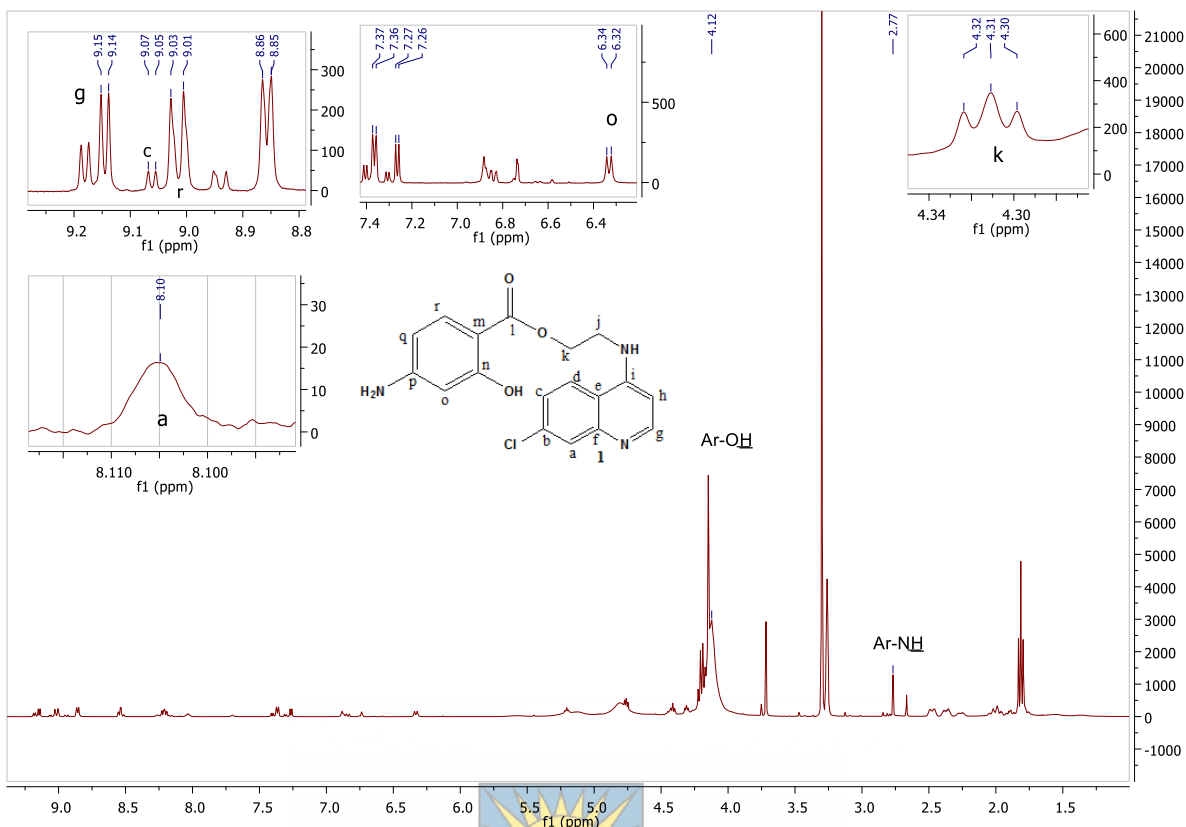 9.15
9.14
9.07
9.05
9.03
9.01
8.86
8.85
g
c
r
300
200
100
0
9.2 9.1 9.0 8.9 8.8
f1 (ppm)
7.37
7.36
7.27
7.26
6.34
6.32
o
500
0
7.4 7.2 7.0 6.8 6.6 6.4
f1 (ppm)
4.12
2.77
4.32
4.31
4.30
k
600
400
200
0
4.34 4.30
f1 (ppm)
8.10
a
30
20
10
0
8.110 8.100
f1 (ppm)
O
r
m
l
O
j
q
k
NH
n
i
p
d
e
H2N
OH
c
h
o
b
f
g
Cl
a
l
N
Ar-OH
Ar-NH
21000
20000
19000
18000
17000
16000
15000
14000
13000
12000
11000
10000
9000
8000
7000
6000
5000
4000
3000
2000
1000
0
-1000
9.0 8.5 8.0 7.5 7.0 6.5 6.0 5.5 5.0 4.5 4.0 3.5 3.0 2.5 2.0 1.5
f1 (ppm)